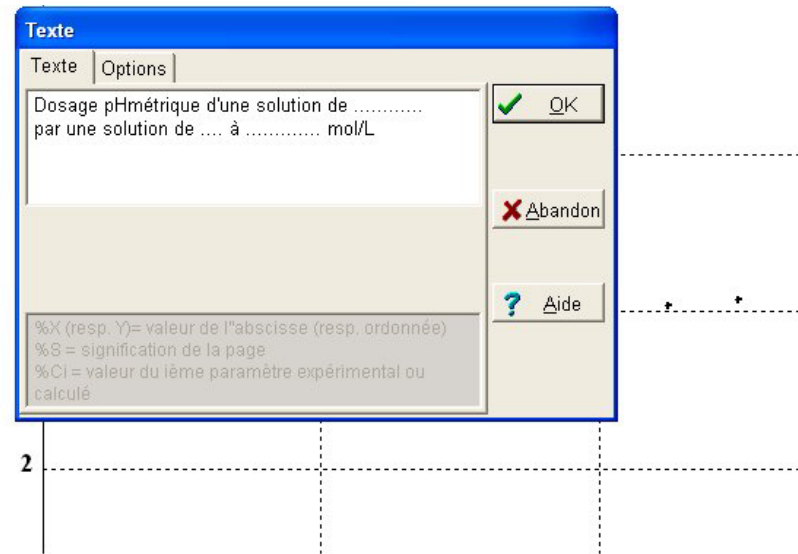 Texte
Texte
Options
Dosage pHmétrique d'une solution de ............
par une solution de .... à ............. mol/L
OK
Abandon
Aide
%X (resp. Y)= valeur de l"abscisse (resp. ordonnée)
%S = signification de la page
%Ci = valeur du ième paramètre expérimental ou
calculé
2